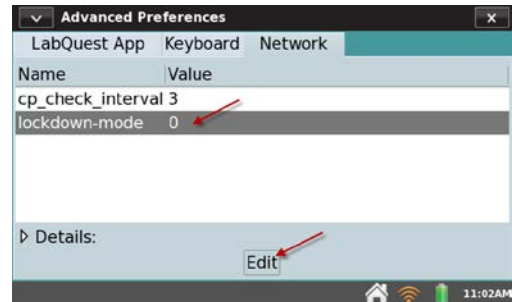 Advanced Preferences
LabQuest App Keyboard Network
Name Value
cp_check_interval 3
lockdown-mode 0
Details:
Edit
11:02AM